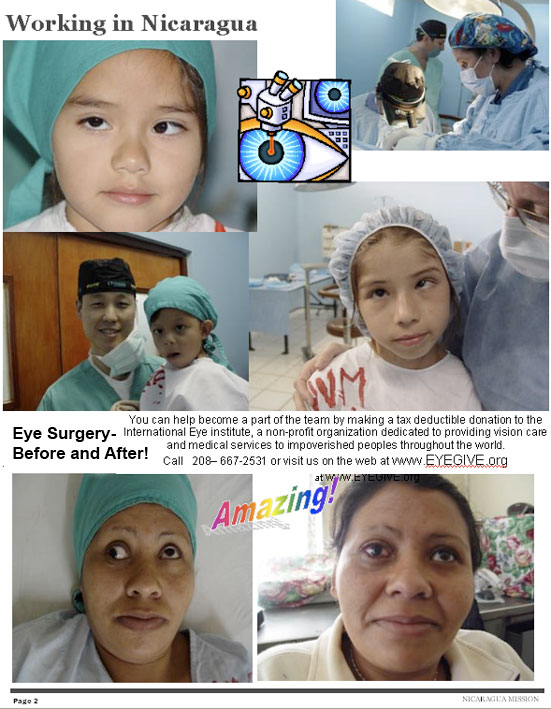 Working in Nicaragua
Eye Surgery-
Before and After!
You can help become a part of the team by making a tax deductible donation to the
International Eye institute, a non-profit organization dedicated to providing vision care
and medical services to impoverished peoples throughout the world.
Call 208– 667-2531 or visit us on the web at www.EYEGIVE.org
at WWW.EYEGIVE.org
Amazing!
Page 2
NICARAGUA MISSION